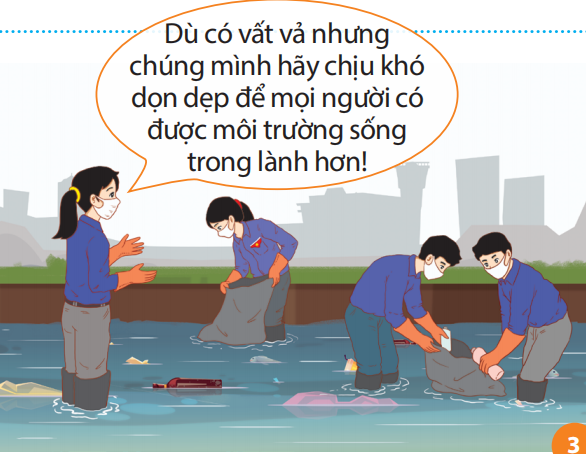 Dù có vất vả nhưng
chúng mình hãy chịu khó
dọn dẹp để mọi người có
được môi trường sống
trong lành hơn!
3